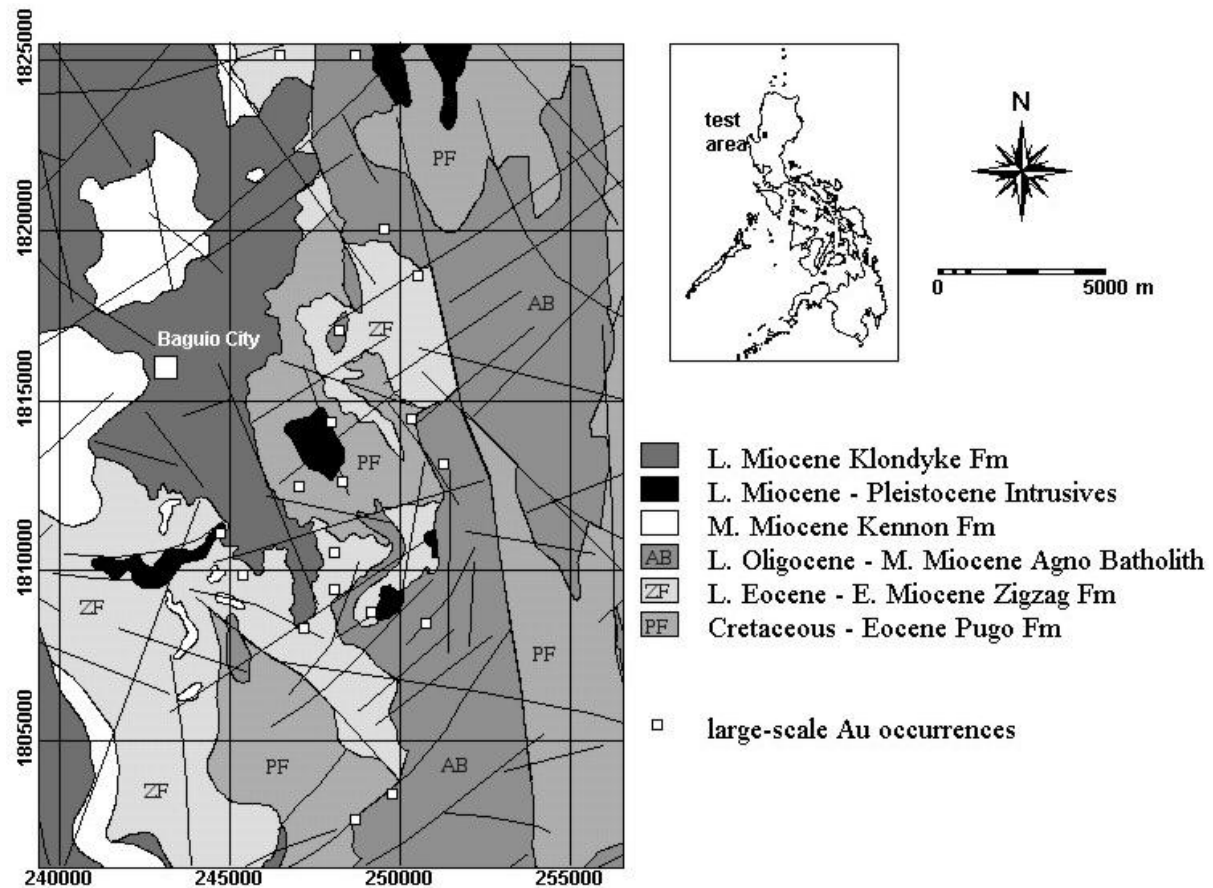 1825000
1820000
1815000
1810000
1805000
240000
245000
250000
255000
PF
AB
ZF
Baguio City
PF
ZF
PF
PF
AB
ZF
test
area
N
0
5000 m
L. Miocene Klondyke Fm
L. Miocene - Pleistocene Intrusives
M. Miocene Kennon Fm
AB L. Oligocene - M. Miocene Agno Batholith
ZF L. Eocene - E. Miocene Zigzag Fm
PF Cretaceous - Eocene Pugo Fm
large-scale Au occurrences